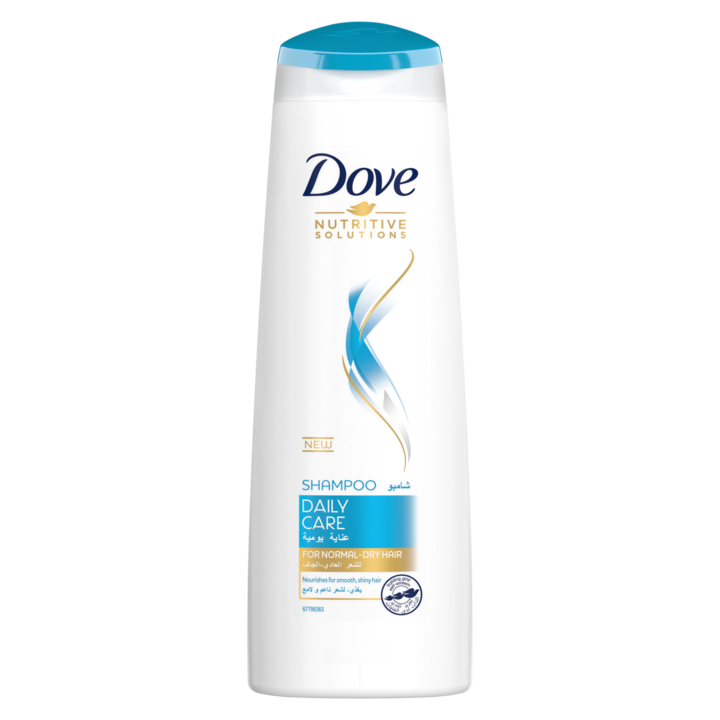 Dove
NUTRITIVE
SOLUTIONS
NEW
SHAMPOO شامبو
DAILY
CARE
عناية يومية
FOR NORMAL-DRY HAIR
للشعر العادي-الجاف
Nourishes for smooth, shiny hair
يغذي، لشعر ناعم و لامع
67798363